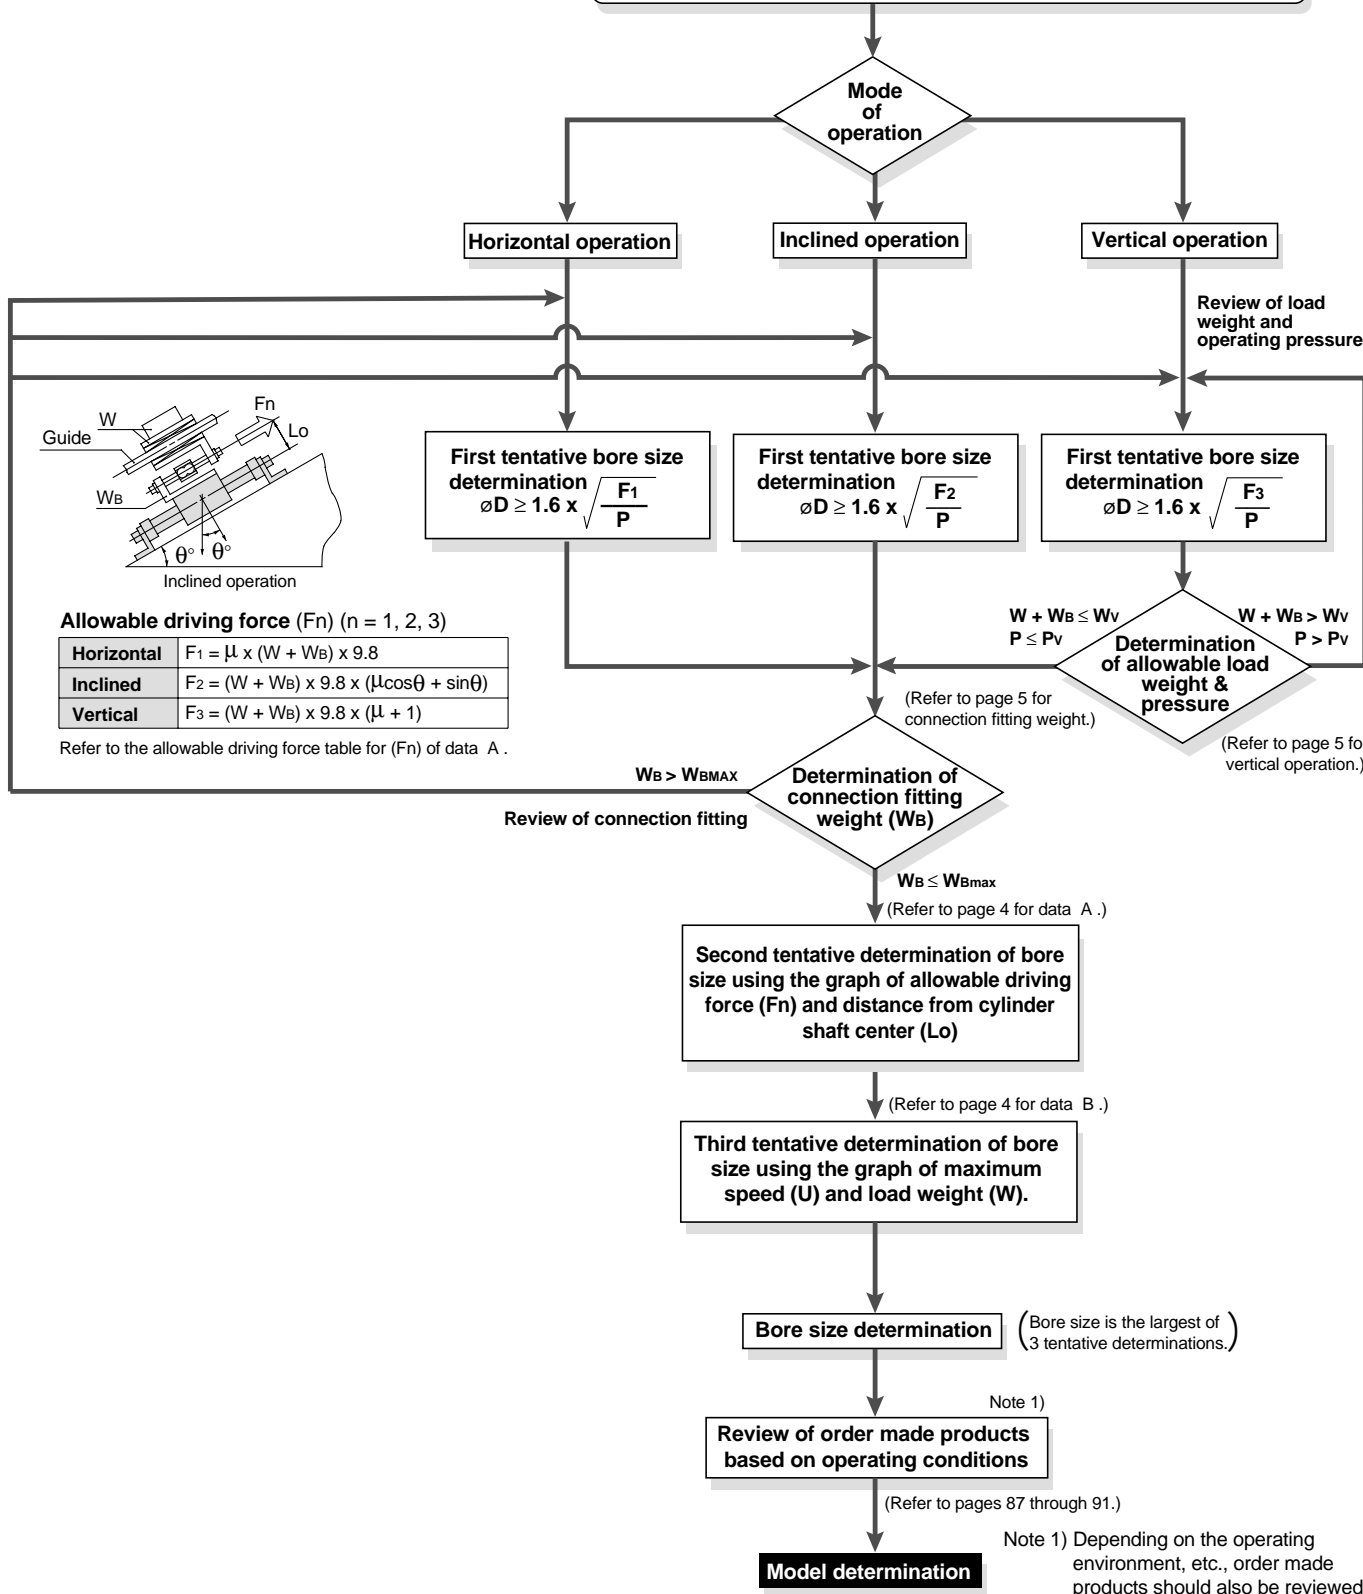 Mode
of
operation
Horizontal operation
Inclined operation
Vertical operation
Review of load
weight and
operating pressure
W
Guide
WB
Fn
Lo
θ°
θ°
Inclined operation
First tentative bore size
determination
øD ≥ 1.6 x √F1/P
First tentative bore size
determination
øD ≥ 1.6 x √F2/P
First tentative bore size
determination
øD ≥ 1.6 x √F3/P
Allowable driving force (Fn) (n = 1, 2, 3)
Horizontal F1 = μ x (W + WB) x 9.8
Inclined F2 = (W + WB) x 9.8 x (μcosθ + sinθ)
Vertical F3 = (W + WB) x 9.8 x (μ + 1)
Refer to the allowable driving force table for (Fn) of data A .
W + WB ≤ WV
P ≤ PV
W + WB > WV
P > PV
Determination
of allowable load
weight &
pressure
(Refer to page 5 for
connection fitting weight.)
(Refer to page 5 fo
vertical operation.)
WB > WBMAX
Review of connection fitting
Determination of
connection fitting
weight (WB)
WB ≤ WBmax
(Refer to page 4 for data A .)
Second tentative determination of bore
size using the graph of allowable driving
force (Fn) and distance from cylinder
shaft center (Lo)
(Refer to page 4 for data B .)
Third tentative determination of bore
size using the graph of maximum
speed (U) and load weight (W).
Bore size determination
(Bore size is the largest of
3 tentative determinations.)
Note 1)
Review of order made products
based on operating conditions
(Refer to pages 87 through 91.)
Model determination
Note 1) Depending on the operating
environment, etc., order made
products should also be reviewed